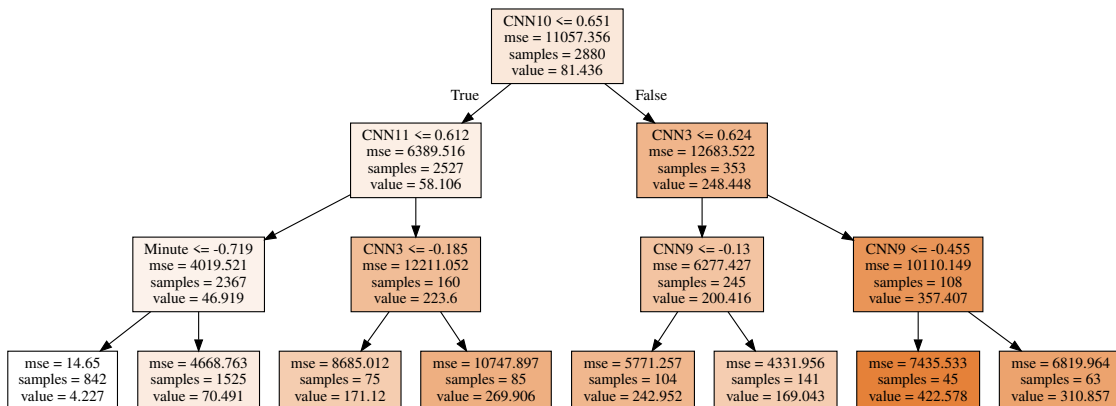 CNN10 <= 0.651
mse = 11057.356
samples = 2880
value = 81.436
True
False
CNN11 <= 0.612
mse = 6389.516
samples = 2527
value = 58.106
CNN3 <= 0.624
mse = 12683.522
samples = 353
value = 248.448
Minute <= -0.719
mse = 4019.521
samples = 2367
value = 46.919
CNN3 <= -0.185
mse = 12211.052
samples = 160
value = 223.6
CNN9 <= -0.13
mse = 6277.427
samples = 245
value = 200.416
CNN9 <= -0.455
mse = 10110.149
samples = 108
value = 357.407
mse = 14.65
samples = 842
value = 4.227
mse = 4668.763
samples = 1525
value = 70.491
mse = 8685.012
samples = 75
value = 171.12
mse = 10747.897
samples = 85
value = 269.906
mse = 5771.257
samples = 104
value = 242.952
mse = 4331.956
samples = 141
value = 169.043
mse = 7435.533
samples = 45
value = 422.578
mse = 6819.964
samples = 63
value = 310.857